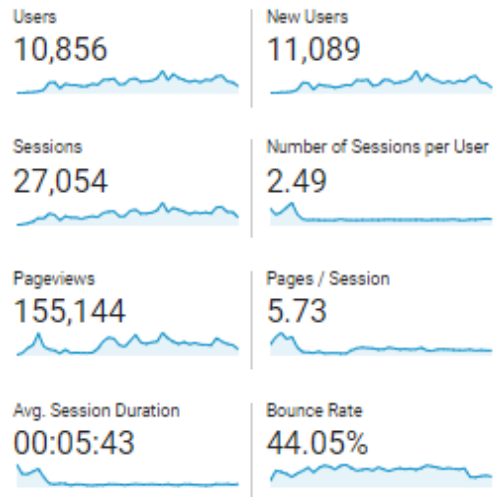 Users
10,856
New Users
11,089
Sessions
27,054
Number of Sessions per User
2.49
Pageviews
155,144
Pages / Session
5.73
Avg. Session Duration
00:05:43
Bounce Rate
44.05%